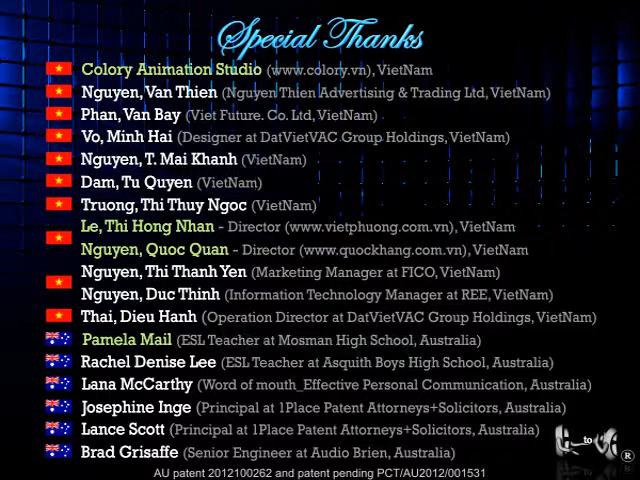 Special Thanks
Colory Animation Studio (www.colory.vn), VietNam
Nguyen, Van Thien (Nguyen Thien Advertising & Trading Ltd, VietNam)
Phan, Van Bay (Viet Future. Co. Ltd, VietNam)
Vo, Minh Hai (Designer at DatVietVAC Group Holdings, VietNam)
Nguyen, T. Mai Khanh (VietNam)
Dam, Tu Quyen (VietNam)
Truong, Thi Thuy Ngoc (VietNam)
Le, Thi Hong Nhan - Director (www.vietphuong.com.vn), VietNam
Nguyen, Quoc Quan - Director (www.quockhang.com.vn), VietNam
Nguyen, Thi Thanh Yen (Marketing Manager at FICO, VietNam)
Nguyen, Duc Thinh (Information Technology Manager at REE, VietNam)
Thai, Dieu Hanh (Operation Director at DatVietVAC Group Holdings, VietNam)
Pamela Mail (ESL Teacher at Mosman High School, Australia)
Rachel Denise Lee (ESL Teacher at Asquith Boys High School, Australia)
Lana McCarthy (Word of mouth_Effective Personal Communication, Australia)
Josephine Inge (Principal at 1Place Patent Attorneys+Solicitors, Australia)
Lance Scott (Principal at 1Place Patent Attorneys+Solicitors, Australia)
to
Brad Grisaffe (Senior Engineer at Audio Brien, Australia)
®
AU patent 2012100262 and patent pending PCT/AU2012/001531